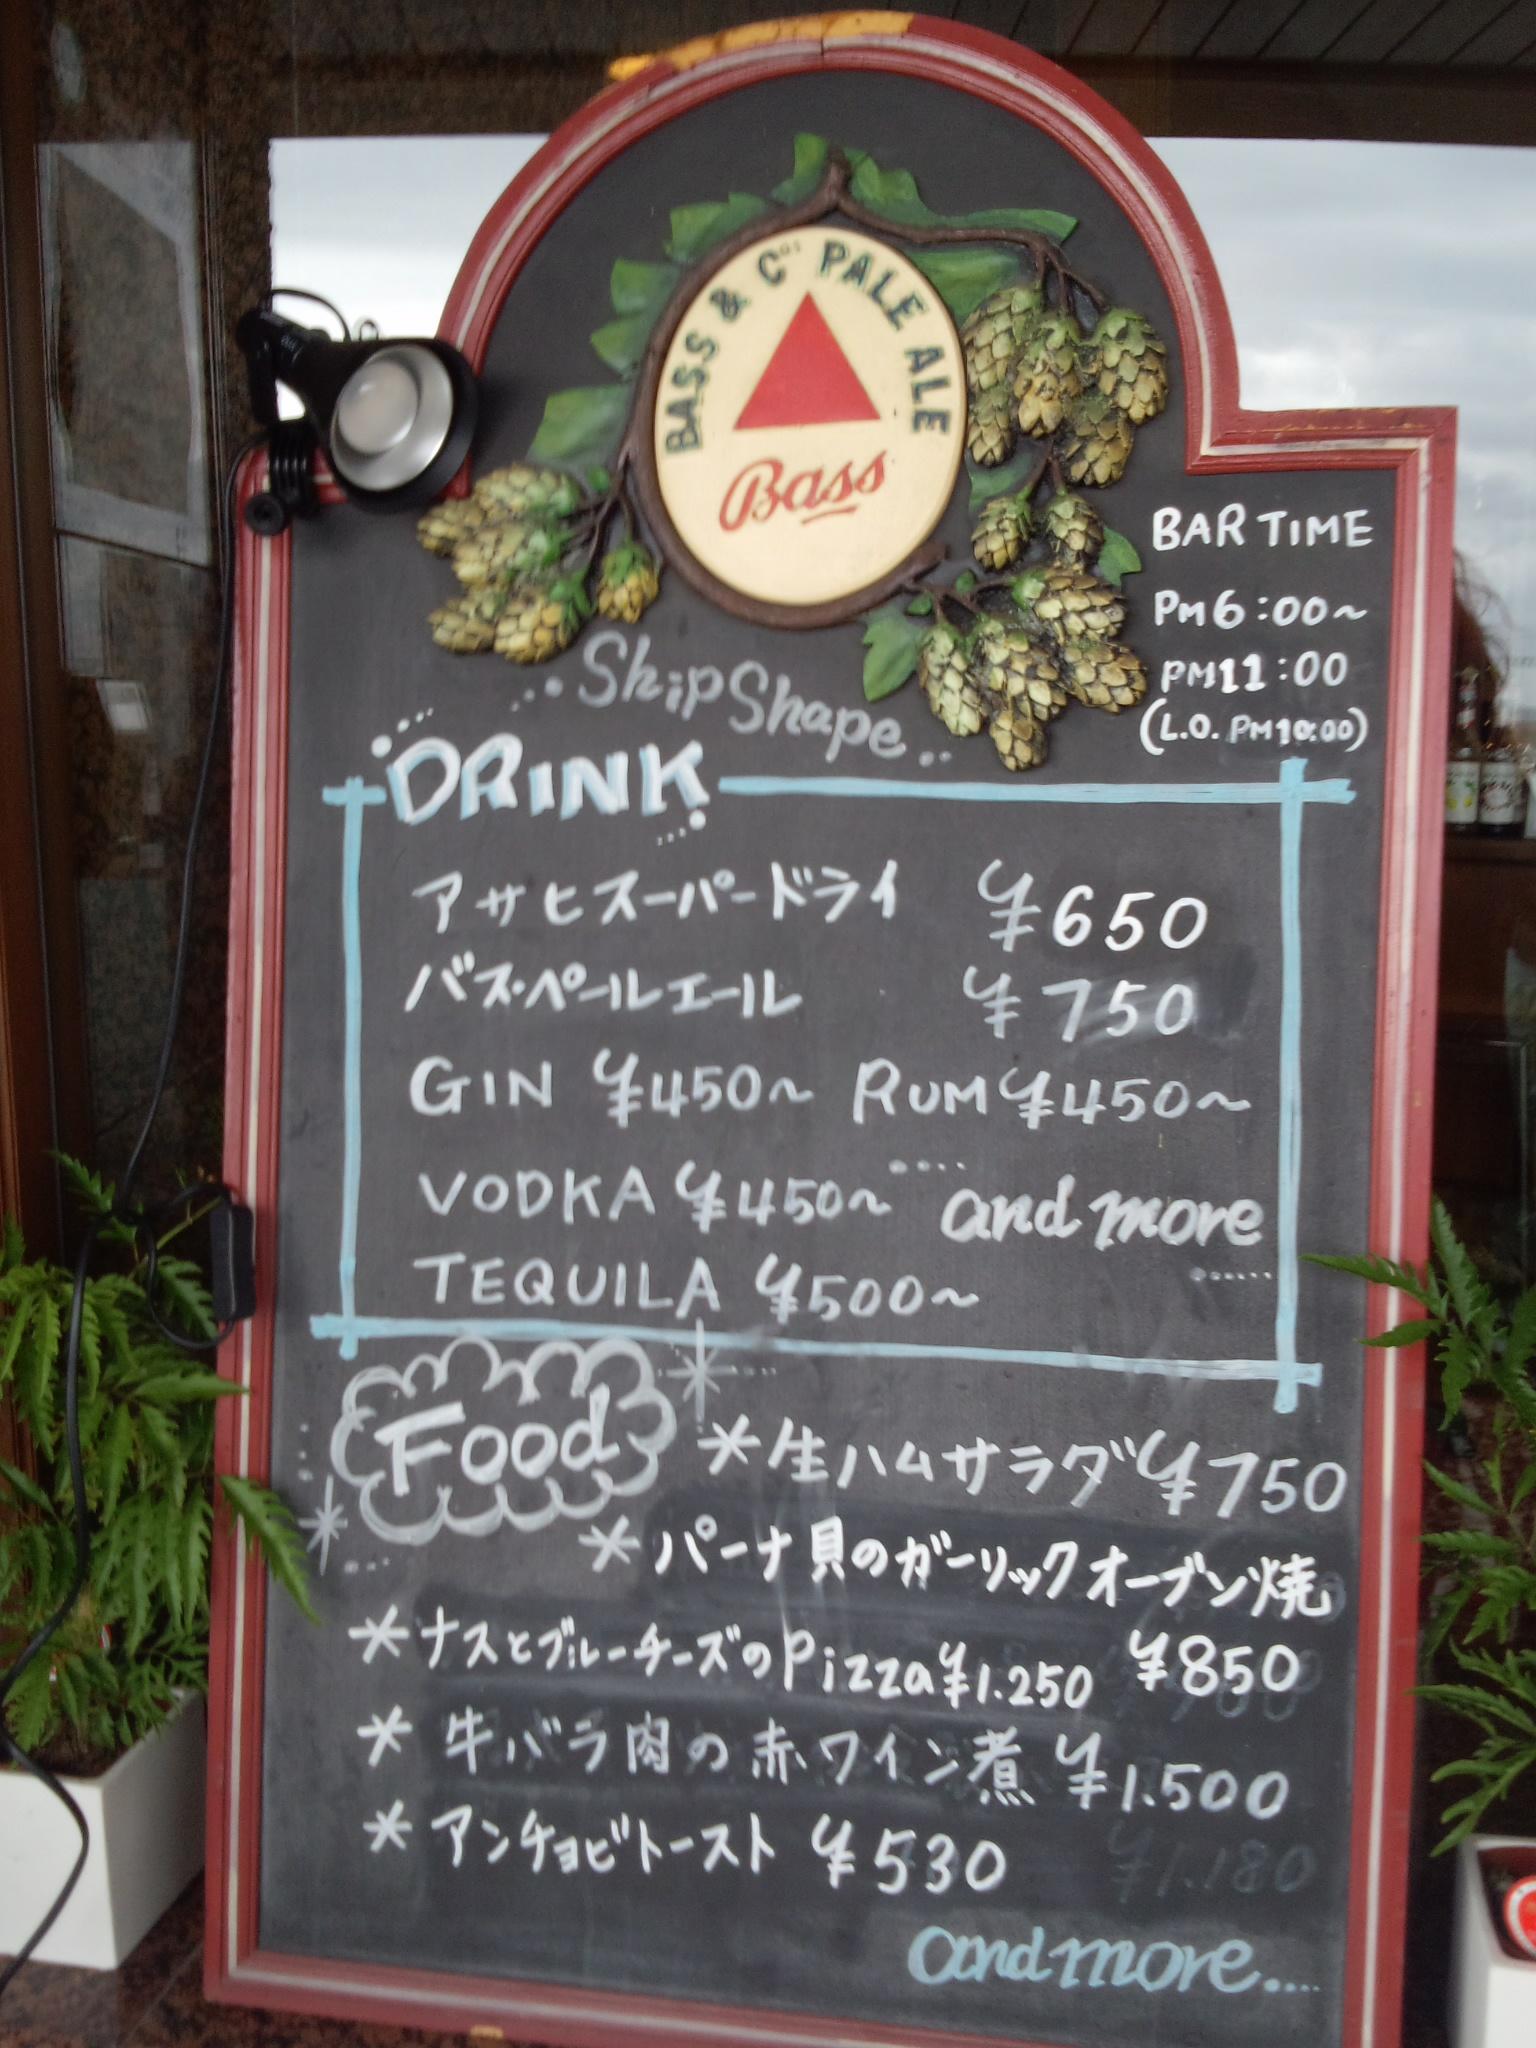 BASS & Co's PALE ALE
Bass
BAR TIME
PM6:00~
PM11:00
(L.O. PM10:00)
Ship Shape
DRINK
アサヒスーパードライ ¥650
バス・ペールエール ¥750
GIN ¥450~ RUM ¥450~
VODKA ¥450~ and more
TEQUILA ¥500~
Food
*生ハムサラダ ¥750
*パーナ貝のガーリックオーブン焼
¥850
*ナスとブルーチーズのPizza ¥1.250
*牛バラ肉の赤ワイン煮 ¥1.500
*アンチョビトースト ¥530
¥1.180
and more....